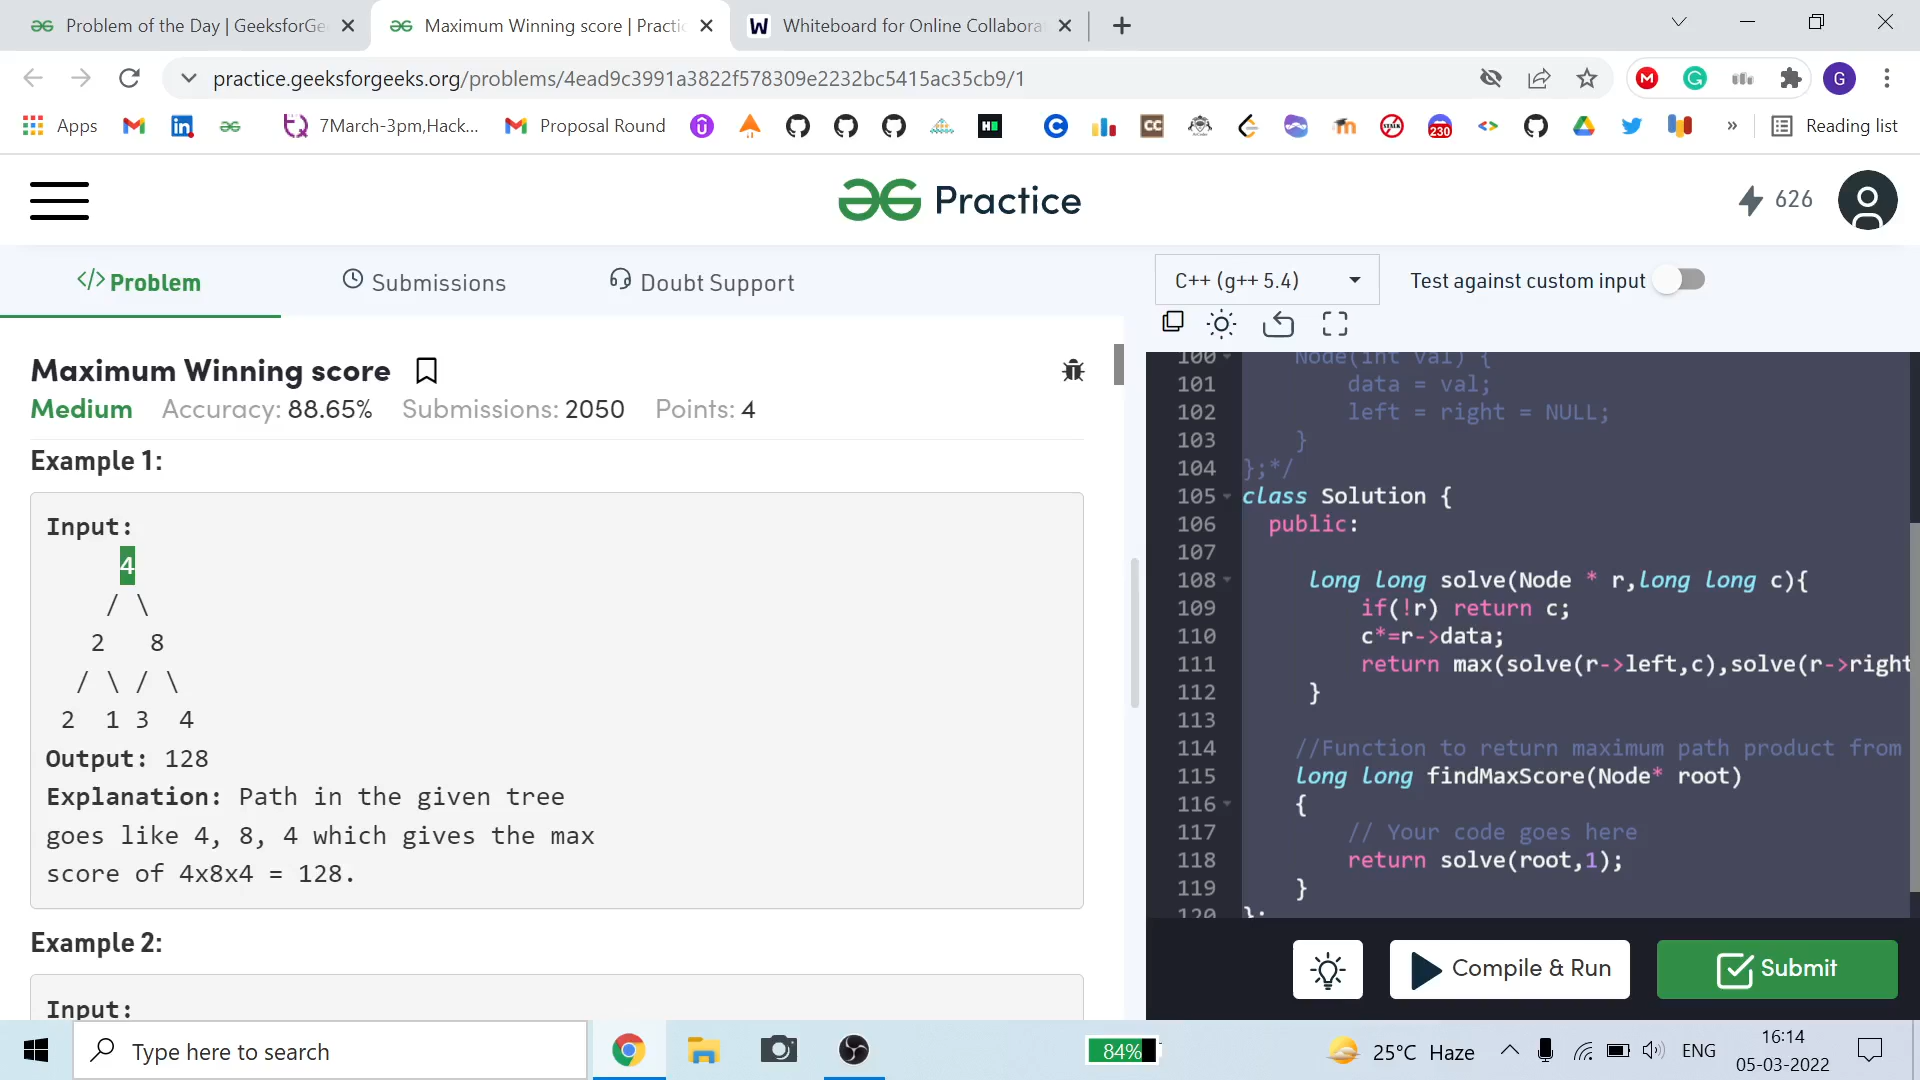 Problem of the Day | GeeksforGe
Maximum Winning score | Practic
Whiteboard for Online Collabora
practice.geeksforgeeks.org/problems/4ead9c3991a3822f578309e2232bc5415ac35cb9/1
G
Apps
7March-3pm,Hack...
Proposal Round
CC
230
»
Reading list
Practice
626
</> Problem
Submissions
Doubt Support
C++ (g++ 5.4)
Test against custom input
Maximum Winning score
Medium Accuracy: 88.65% Submissions: 2050 Points: 4
Example 1:
Input:
4
/ \
2 8
/ \ / \
2 1 3 4
Output: 128
Explanation: Path in the given tree
goes like 4, 8, 4 which gives the max
score of 4x8x4 = 128.
Example 2:
Input:
100 Node(int val) {
101 data = val;
102 left = right = NULL;
103 }
104 };*/
105 class Solution {
106 public:
107
108 long long solve(Node * r,long long c){
109 if(!r) return c;
110 c*=r->data;
111 return max(solve(r->left,c),solve(r->right
112 }
113
114 //Function to return maximum path product from
115 long long findMaxScore(Node* root)
116 {
117 // Your code goes here
118 return solve(root,1);
119 }
120 };
Compile & Run
Submit
Type here to search
84%
25°C Haze
ENG
16:14
05-03-2022